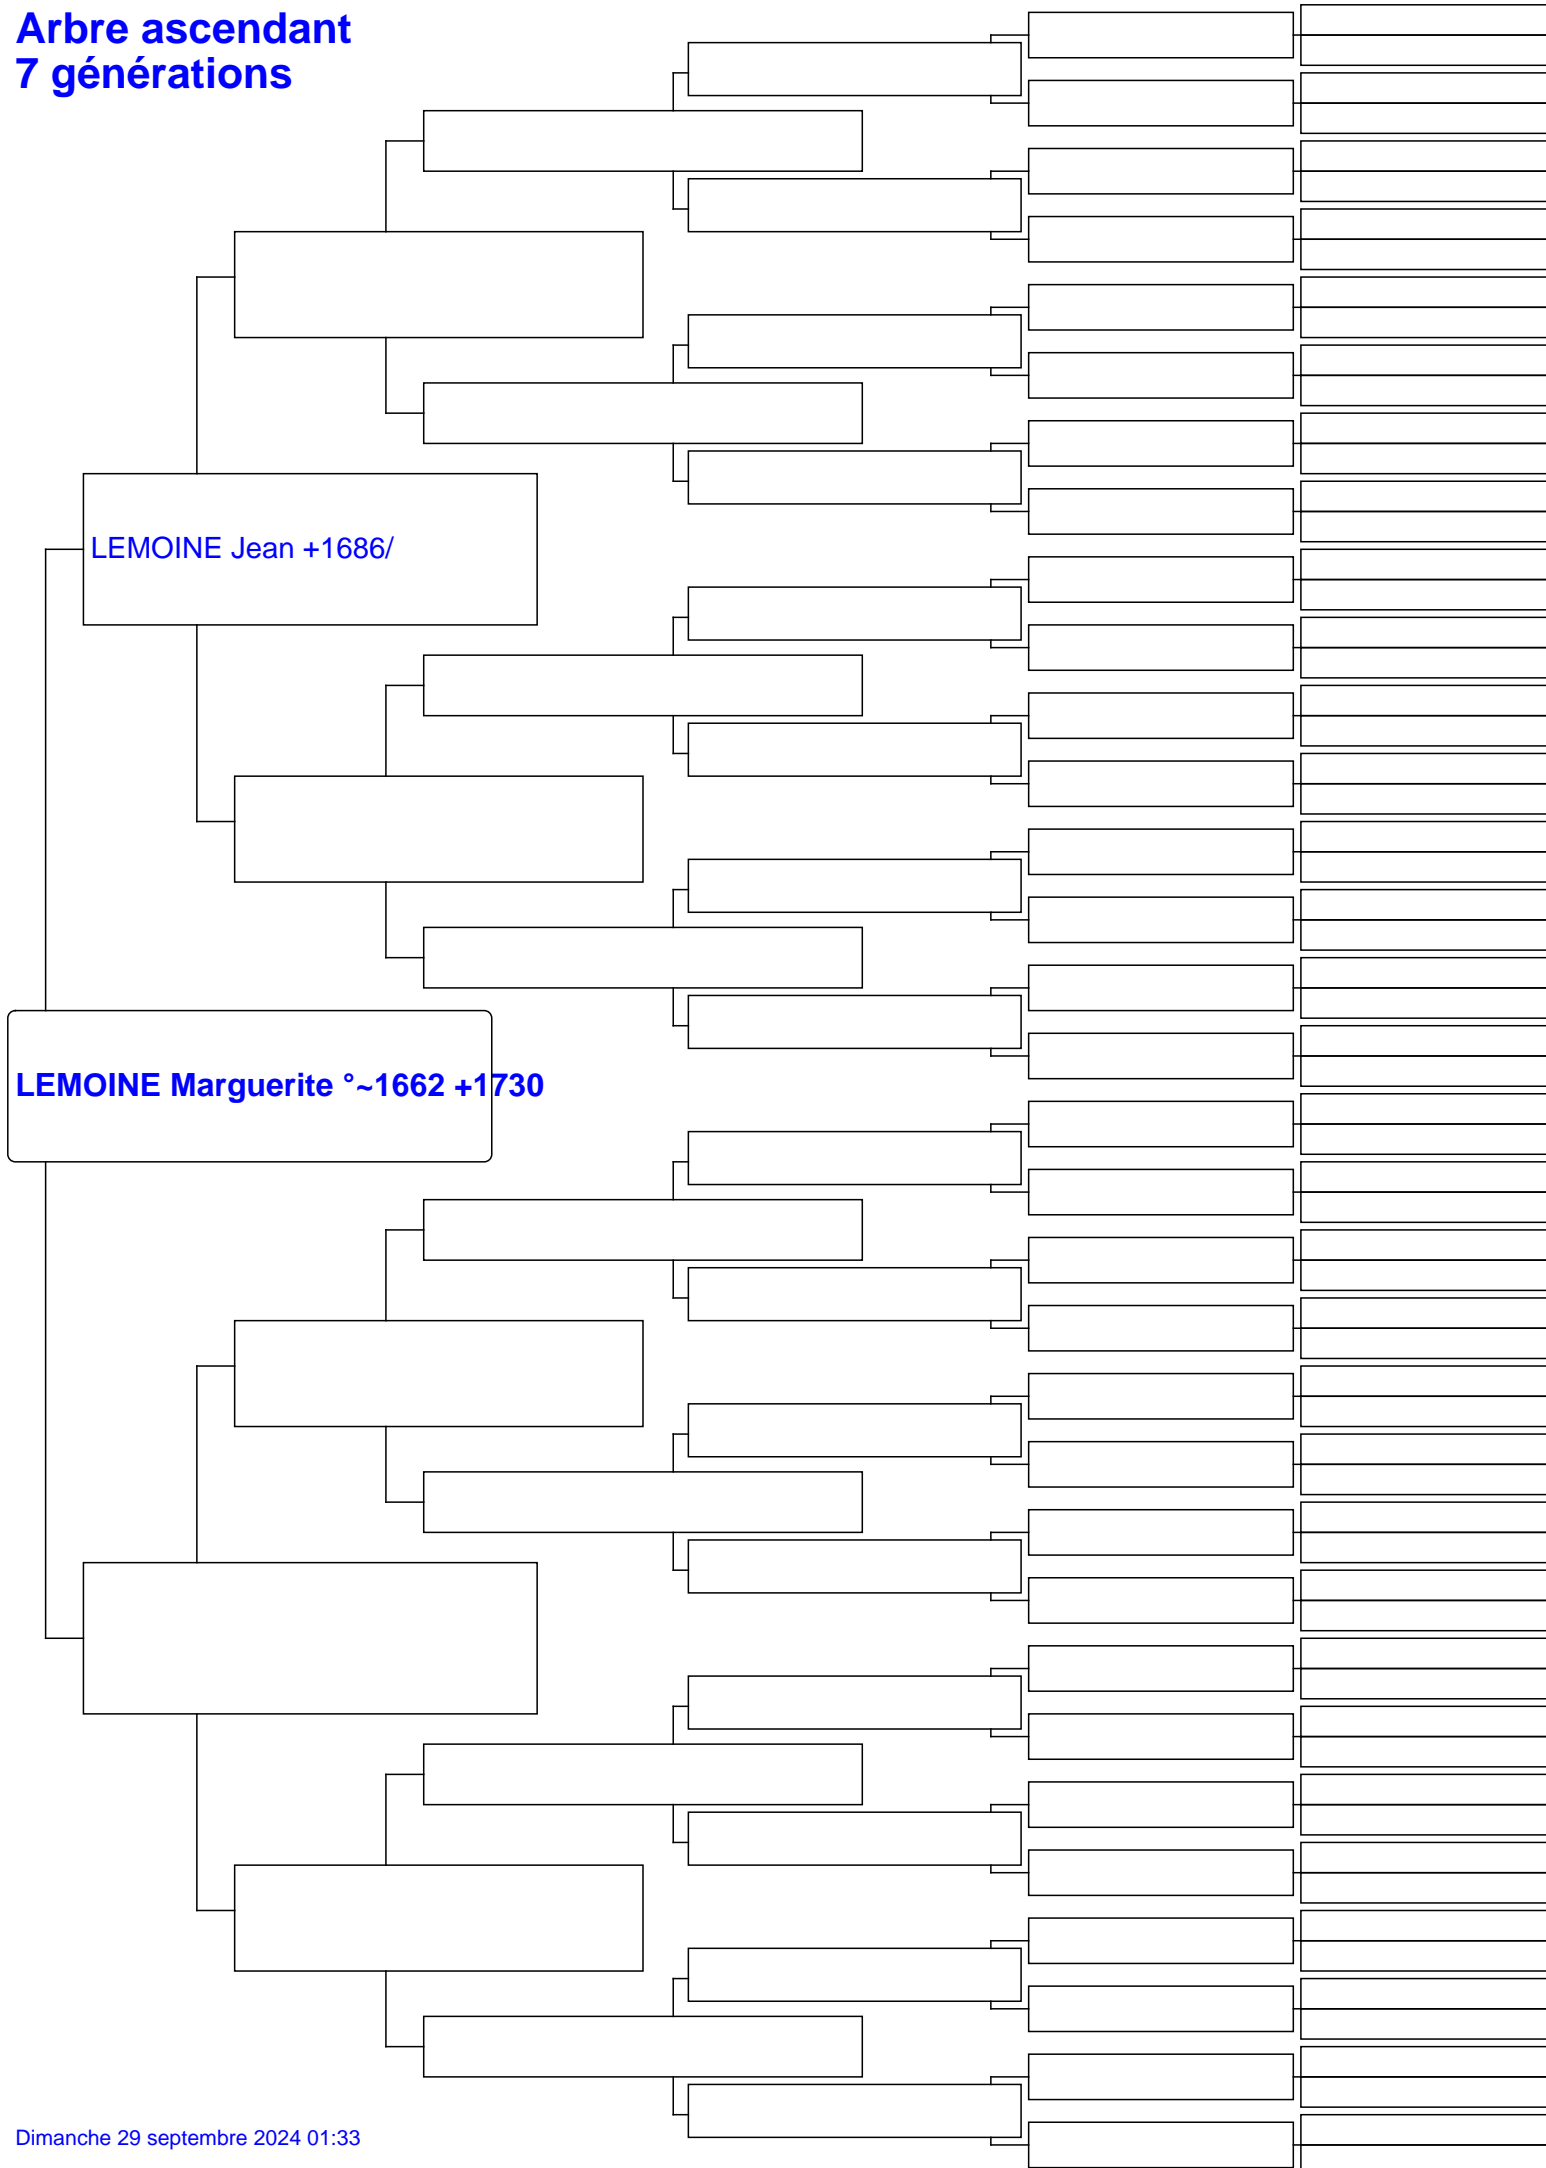 Arbre ascendant
7 générations
LEMOINE Jean +1686/
LEMOINE Marguerite °~1662 +1730
Dimanche 29 septembre 2024 01:33